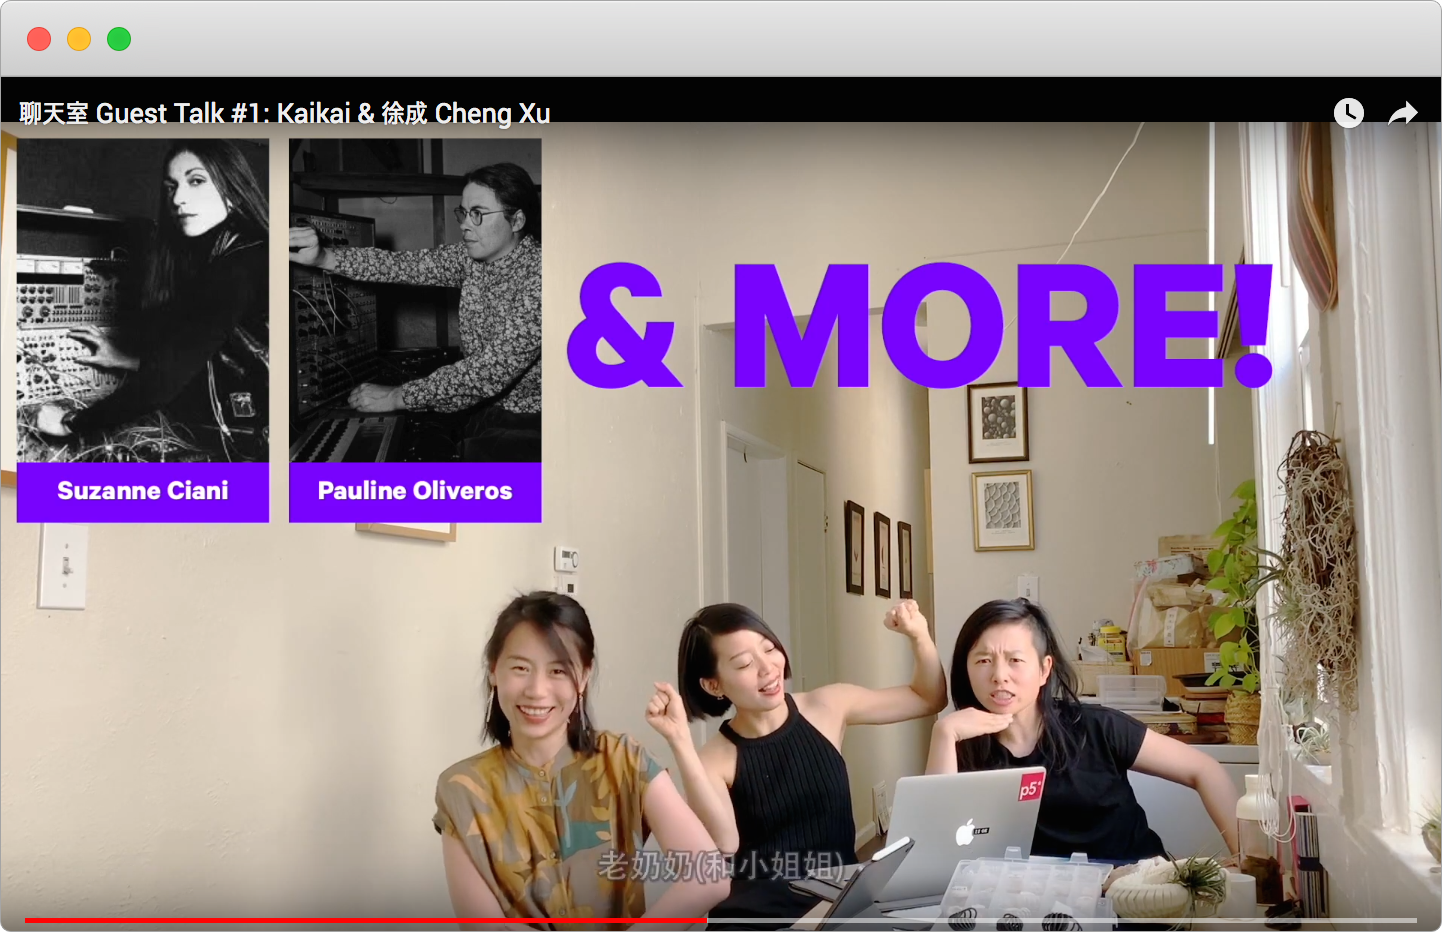 聊天室 Guest Talk #1: Kaikai & 徐成 Cheng Xu
& MORE!
Suzanne Ciani
Pauline Oliveros
p5*
老奶奶(和小姐姐)